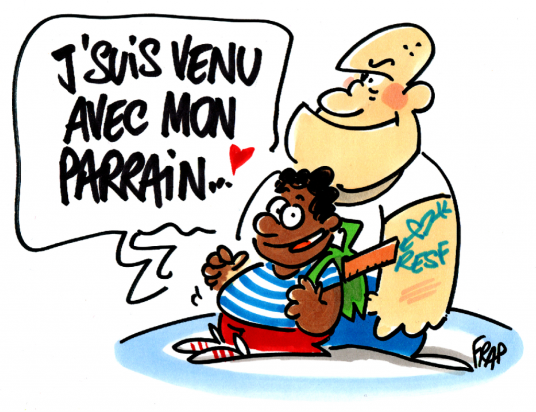 J'SUIS VENU
AVEC MON
PARRAIN...
RESF
FRAP